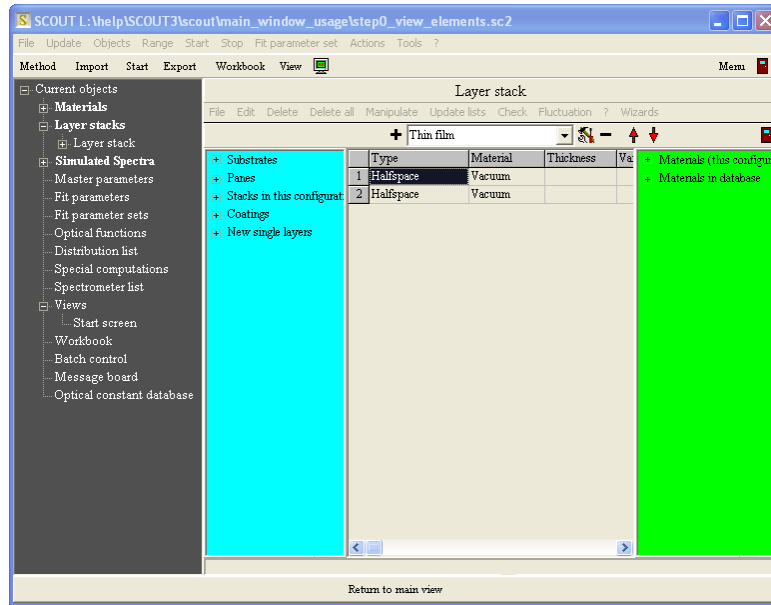 SCOUT L:\help\SCOUT3\scout\main_window_usage\step0_view_elements.sc2
File Update Objects Range Start Stop Fit parameter set Actions Tools ?
Method Import Start Export Workbook View Menu
Current objects
Materials
Layer stacks
Layer stack
Simulated Spectra
Master parameters
Fit parameters
Fit parameter sets
Optical functions
Distribution list
Special computations
Spectrometer list
Views
Start screen
Workbook
Batch control
Message board
Optical constant database
Layer stack
File Edit Delete Delete all Manipulate Update lists Check Fluctuation ? Wizards
Thin film
Substrates
Panes
Stacks in this configurat
Coatings
New single layers
Type Material Thickness Va
1 Halfspace Vacuum
2 Halfspace Vacuum
Materials (this configur
Materials in database
Return to main view